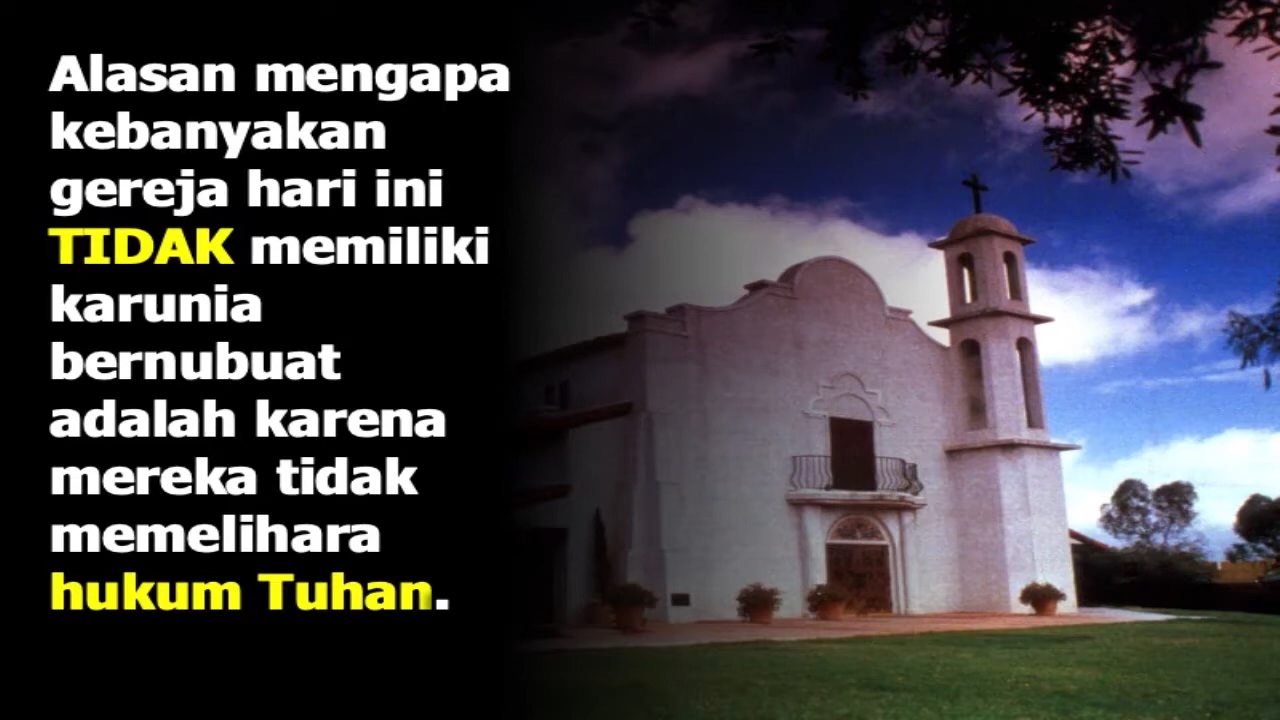 Alasan mengapa
kebanyakan
gereja hari ini
TIDAK memiliki
karunia
bernubuat
adalah karena
mereka tidak
memelihara
hukum Tuhan.